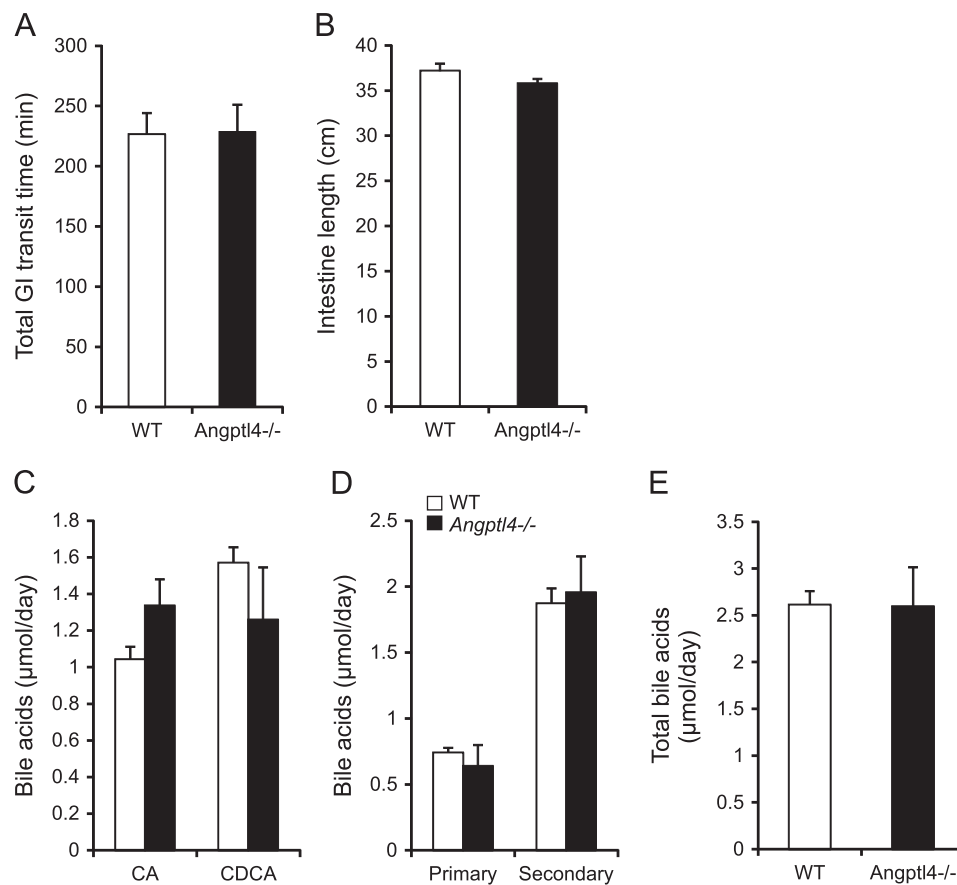 A
Total GI transit time (min)
300
250
200
150
100
50
0
WT Angptl4-/-
B
Intestine length (cm)
40
35
30
25
20
15
10
5
0
WT Angptl4-/-
C
Bile acids (µmol/day)
1.8
1.6
1.4
1.2
1
0.8
0.6
0.4
0.2
0
CA CDCA
D
WT
Angptl4-/-
Bile acids (µmol/day)
2.5
2
1.5
1
0.5
0
Primary Secondary
E
Total bile acids
(µmol/day)
3.5
3
2.5
2
1.5
1
0.5
0
WT Angptl4-/-